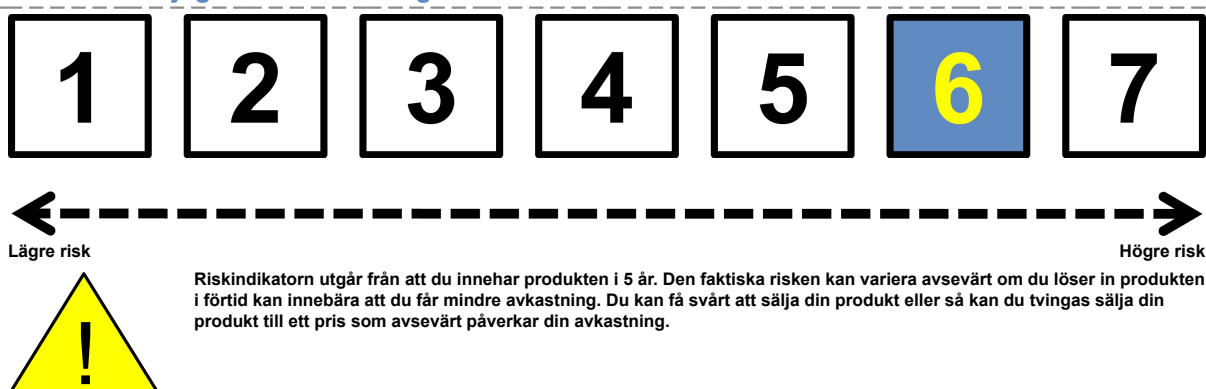 1 2 3 4 5 6 7
Lägre risk Högre risk
Riskindikatorn utgår från att du innehar produkten i 5 år. Den faktiska risken kan variera avsevärt om du löser in produkten
i förtid kan innebära att du får mindre avkastning. Du kan få svårt att sälja din produkt eller så kan du tvingas sälja din
produkt till ett pris som avsevärt påverkar din avkastning.
!